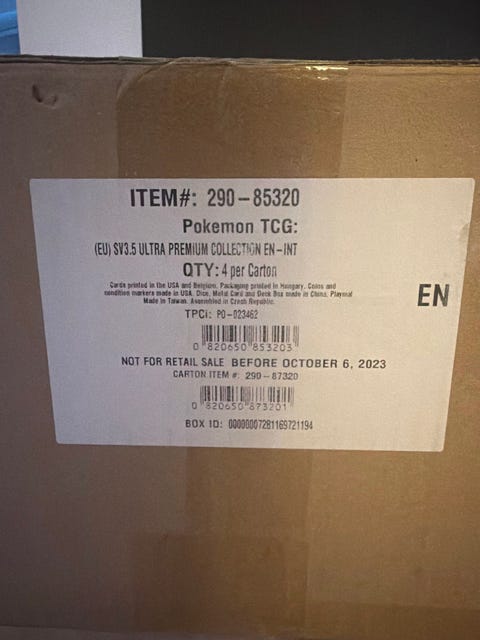 ITEM#: 290-85320
Pokemon TCG:
(EU) SV3.5 ULTRA PREMIUM COLLECTION EN-INT
QTY: 4 per Carton
Cards printed in the USA and Belgium. Packaging printed in Hungary. Coins and
condition markers made in USA. Dice, Metal Card and Deck Box made in China. Playmat
Made in Taiwan. Assembled in Czech Republic.
EN
TPCi: PO-023462
0 820650 853203
NOT FOR RETAIL SALE BEFORE OCTOBER 6, 2023
CARTON ITEM #: 290-87320
0 820650 873201
BOX ID: 00000007281169721194